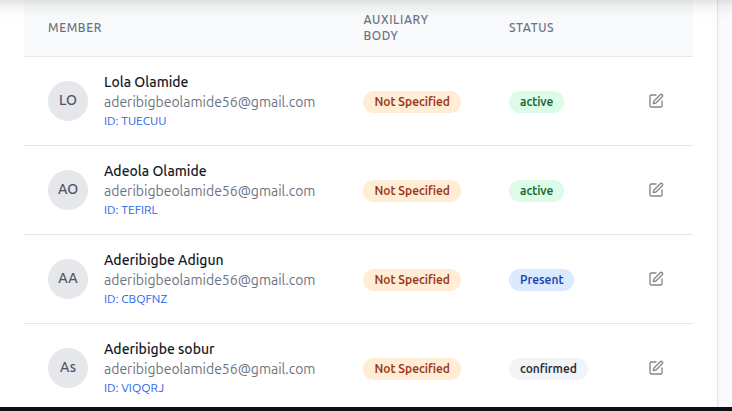 MEMBER
AUXILIARY
BODY
STATUS
LO
Lola Olamide
aderibigbeolamide56@gmail.com
ID: TUECUU
Not Specified
active
AO
Adeola Olamide
aderibigbeolamide56@gmail.com
ID: TEFIRL
Not Specified
active
AA
Aderibigbe Adigun
aderibigbeolamide56@gmail.com
ID: CBQFNZ
Not Specified
Present
As
Aderibigbe sobur
aderibigbeolamide56@gmail.com
ID: VIQQRJ
Not Specified
confirmed